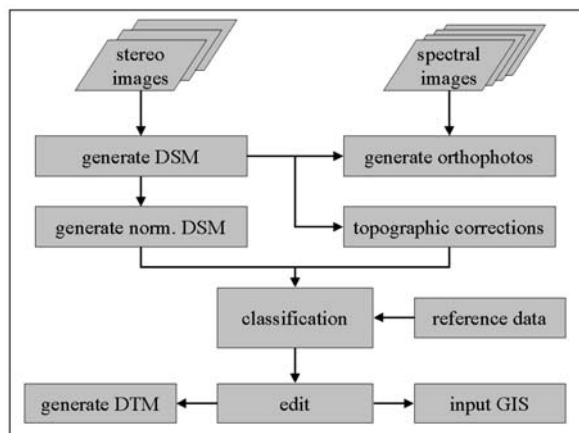 stereo
images
spectral
images
generate DSM
generate orthophotos
generate norm. DSM
topographic corrections
classification
reference data
generate DTM
edit
input GIS